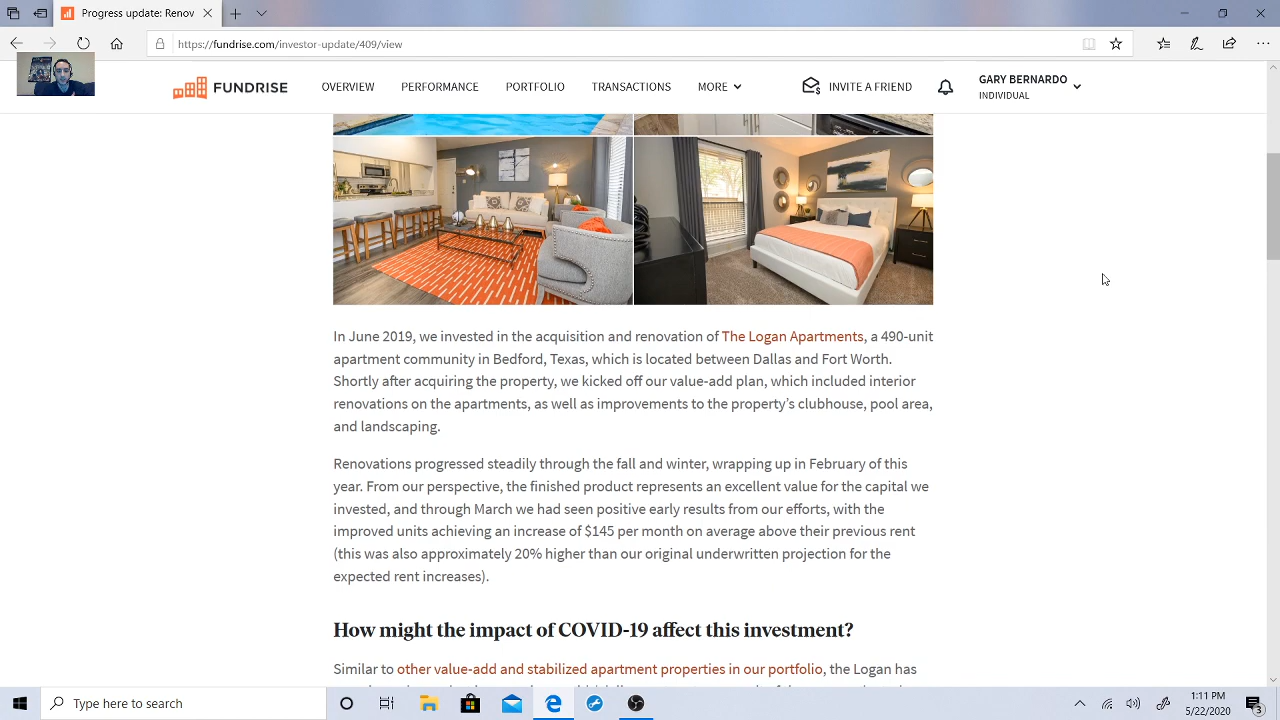 Progress update: Renov
https://fundrise.com/investor-update/409/view
FUNDRISE
OVERVIEW
PERFORMANCE
PORTFOLIO
TRANSACTIONS
MORE
INVITE A FRIEND
GARY BERNARDO
INDIVIDUAL
In June 2019, we invested in the acquisition and renovation of The Logan Apartments, a 490-unit
apartment community in Bedford, Texas, which is located between Dallas and Fort Worth.
Shortly after acquiring the property, we kicked off our value-add plan, which included interior
renovations on the apartments, as well as improvements to the property’s clubhouse, pool area,
and landscaping.
Renovations progressed steadily through the fall and winter, wrapping up in February of this
year. From our perspective, the finished product represents an excellent value for the capital we
invested, and through March we had seen positive early results from our efforts, with the
improved units achieving an increase of $145 per month on average above their previous rent
(this was also approximately 20% higher than our original underwritten projection for the
expected rent increases).
How might the impact of COVID-19 affect this investment?
Similar to other value-add and stabilized apartment properties in our portfolio, the Logan has
Type here to search
1:11 PM
5/22/2020
3